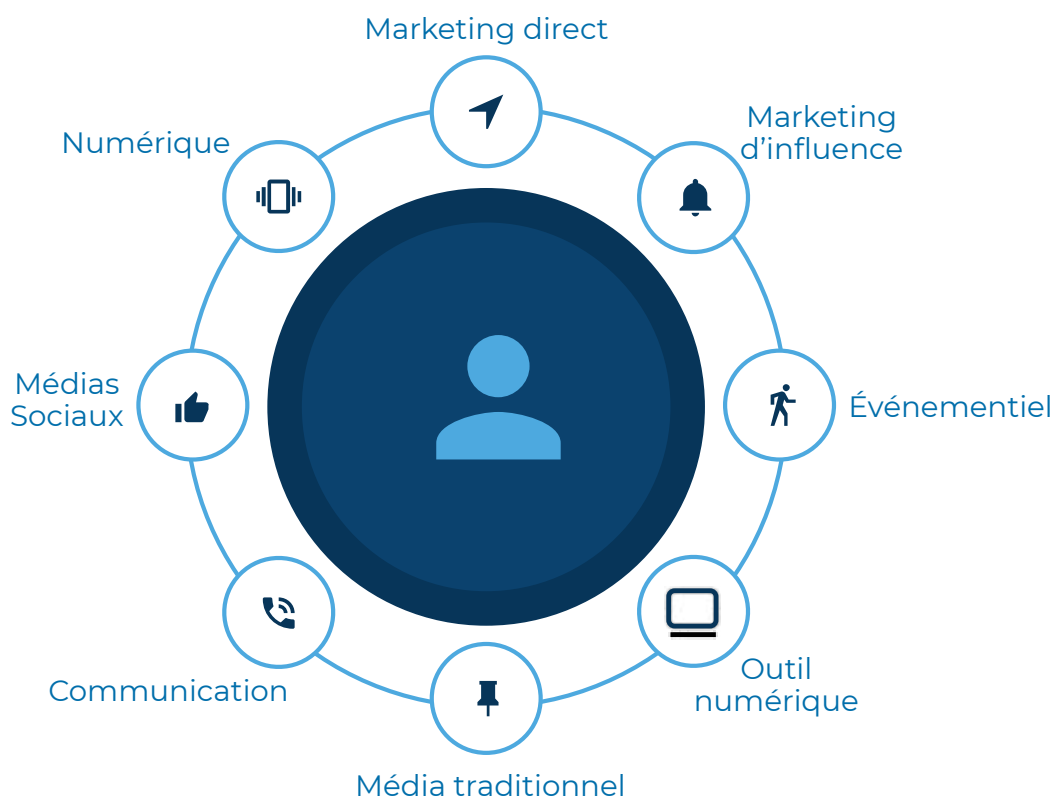 Marketing direct
Marketing
d’influence
Numérique
Médias
Sociaux
Événementiel
Outil
numérique
Communication
Média traditionnel